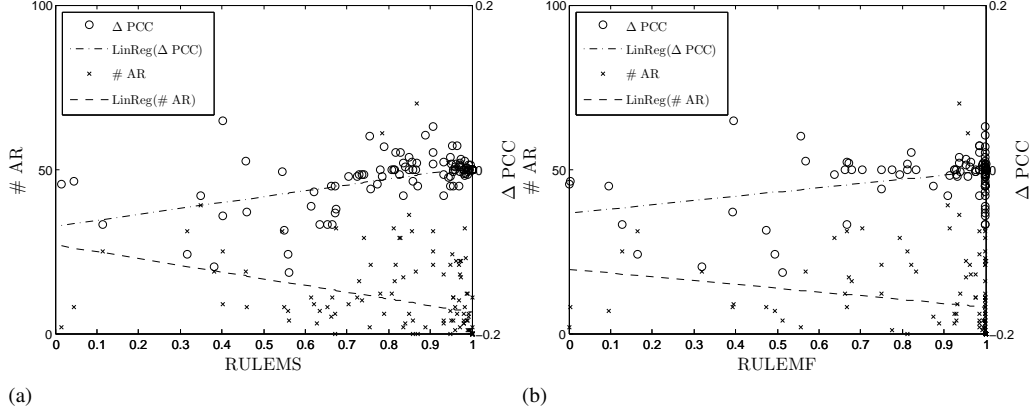 100
0.2
Δ PCC
LinReg(Δ PCC)
# AR
LinReg(# AR)
# AR
50
0
Δ PCC
0
-0.2
0 0.1 0.2 0.3 0.4 0.5 0.6 0.7 0.8 0.9 1
RULEMS
(a)
100
0.2
Δ PCC
LinReg(Δ PCC)
# AR
LinReg(# AR)
# AR
50
0
Δ PCC
0
-0.2
0 0.1 0.2 0.3 0.4 0.5 0.6 0.7 0.8 0.9 1
RULEMF
(b)